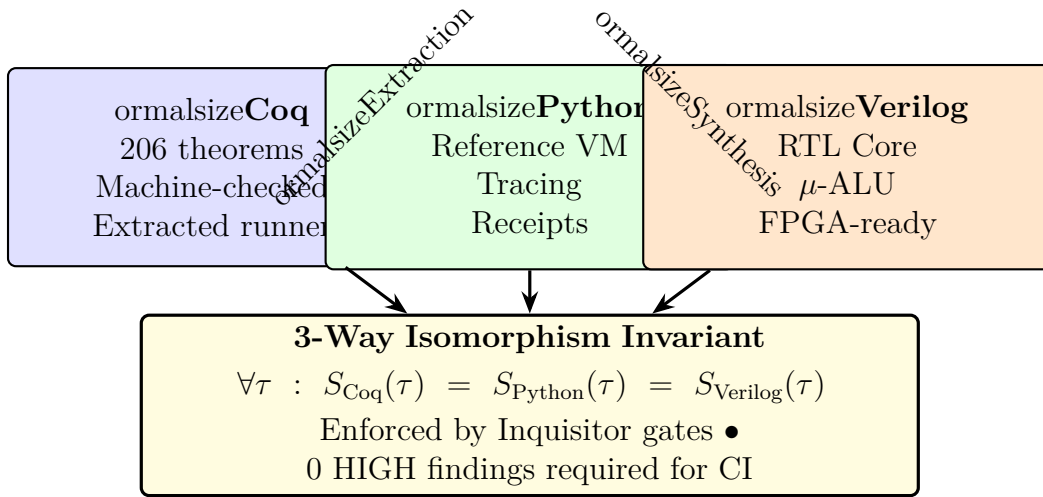 ormalsizeExtraction
ormalsizeSynthesis
ormalsizeCoq
206 theorems
Machine-checked
Extracted runner
ormalsizePython
Reference VM
Tracing
Receipts
ormalsizeVerilog
RTL Core
μ-ALU
FPGA-ready
3-Way Isomorphism Invariant
∀τ : S_Coq(τ) = S_Python(τ) = S_Verilog(τ)
Enforced by Inquisitor gates •
0 HIGH findings required for CI